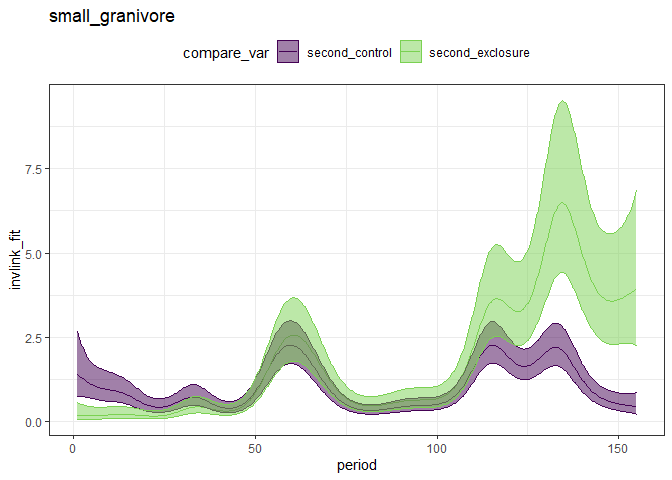 small_granivore
compare_var second_control second_exclosure
7.5
5.0
2.5
0.0
invlink_fit
0 50 100 150
period